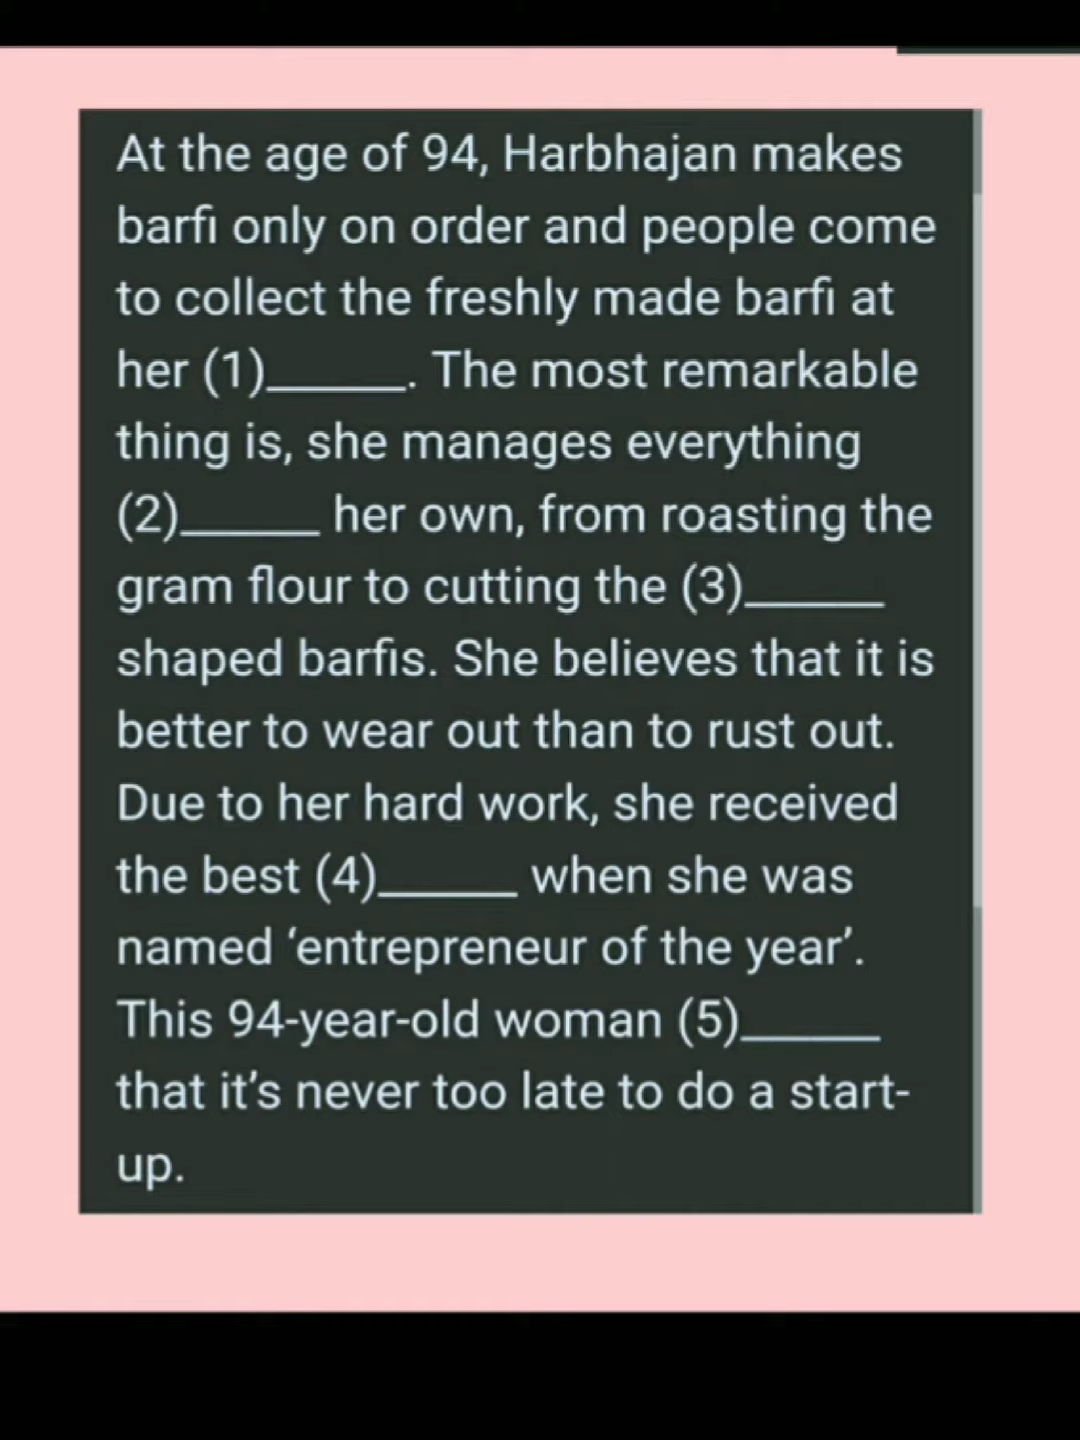 At the age of 94, Harbhajan makes
barfi only on order and people come
to collect the freshly made barfi at
her (1)______. The most remarkable
thing is, she manages everything
(2)______ her own, from roasting the
gram flour to cutting the (3)______
shaped barfis. She believes that it is
better to wear out than to rust out.
Due to her hard work, she received
the best (4)______ when she was
named ‘entrepreneur of the year’.
This 94-year-old woman (5)______
that it’s never too late to do a start-
up.